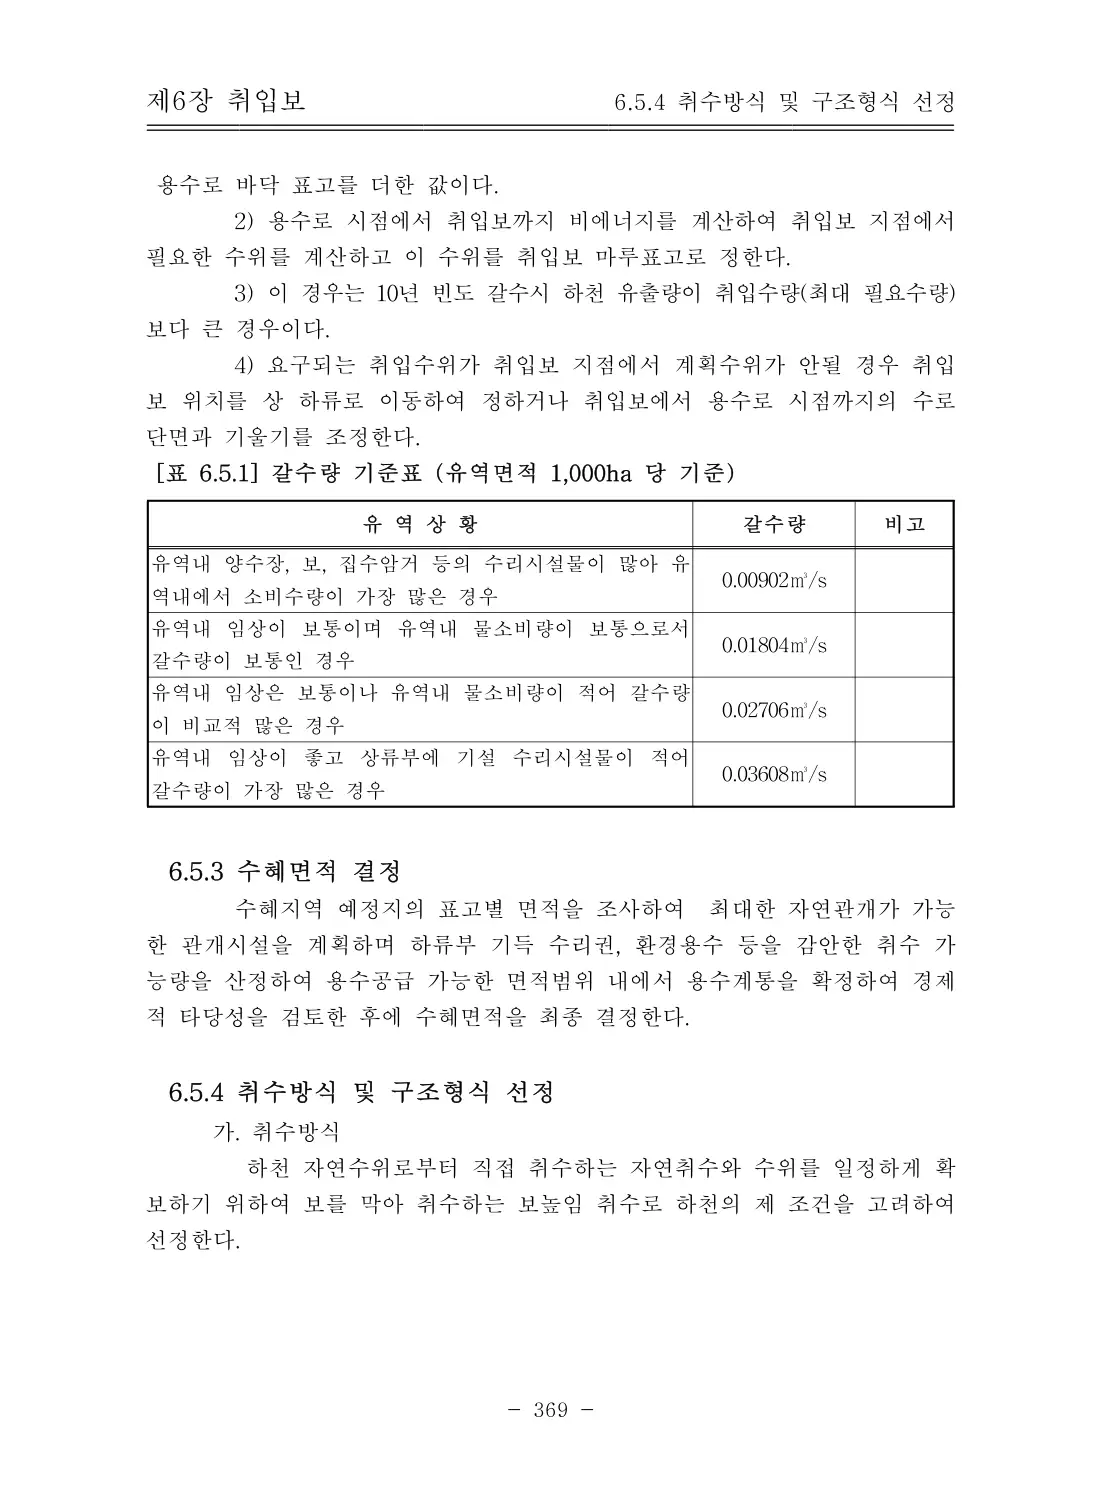 제6장 취입보
6.5.4 취수방식 및 구조형식 선정
용수로 바닥 표고를 더한 값이다.
2) 용수로 시점에서 취입보까지 비에너지를 계산하여 취입보 지점에서
필요한 수위를 계산하고 이 수위를 취입보 마루표고로 정한다.
3) 이 경우는 10년 빈도 갈수시 하천 유출량이 취입수량(최대 필요수량)
보다 큰 경우이다.
4) 요구되는 취입수위가 취입보 지점에서 계획수위가 안될 경우 취입
보 위치를 상 하류로 이동하여 정하거나 취입보에서 용수로 시점까지의 수로
단면과 기울기를 조정한다.
[표 6.5.1] 갈수량 기준표 (유역면적 1,000ha 당 기준)
유 역 상 황 갈수량 비고
유역내 양수장, 보, 집수암거 등의 수리시설물이 많아 유
역내에서 소비수량이 가장 많은 경우
0.00902㎥/s
유역내 임상이 보통이며 유역내 물소비량이 보통으로서
갈수량이 보통인 경우
0.01804㎥/s
유역내 임상은 보통이나 유역내 물소비량이 적어 갈수량
이 비교적 많은 경우
0.02706㎥/s
유역내 임상이 좋고 상류부에 기설 수리시설물이 적어
갈수량이 가장 많은 경우
0.03608㎥/s
6.5.3 수혜면적 결정
수혜지역 예정지의 표고별 면적을 조사하여 최대한 자연관개가 가능
한 관개시설을 계획하며 하류부 기득 수리권, 환경용수 등을 감안한 취수 가
능량을 산정하여 용수공급 가능한 면적범위 내에서 용수계통을 확정하여 경제
적 타당성을 검토한 후에 수혜면적을 최종 결정한다.
6.5.4 취수방식 및 구조형식 선정
가. 취수방식
하천 자연수위로부터 직접 취수하는 자연취수와 수위를 일정하게 확
보하기 위하여 보를 막아 취수하는 보높임 취수로 하천의 제 조건을 고려하여
선정한다.
- 369 -